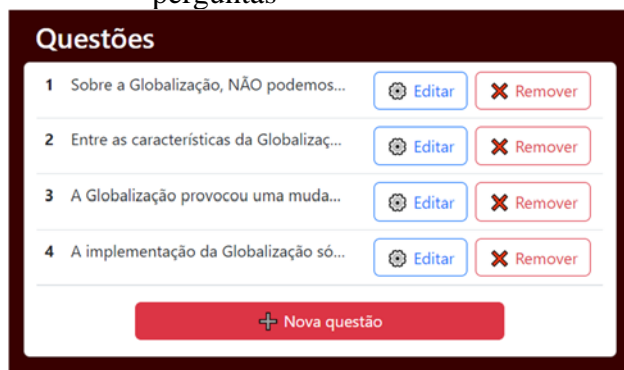 perguntas
Questões
1 Sobre a Globalização, NÃO podemos... Editar Remover
2 Entre as características da Globalizaç... Editar Remover
3 A Globalização provocou uma muda... Editar Remover
4 A implementação da Globalização só... Editar Remover
Nova questão